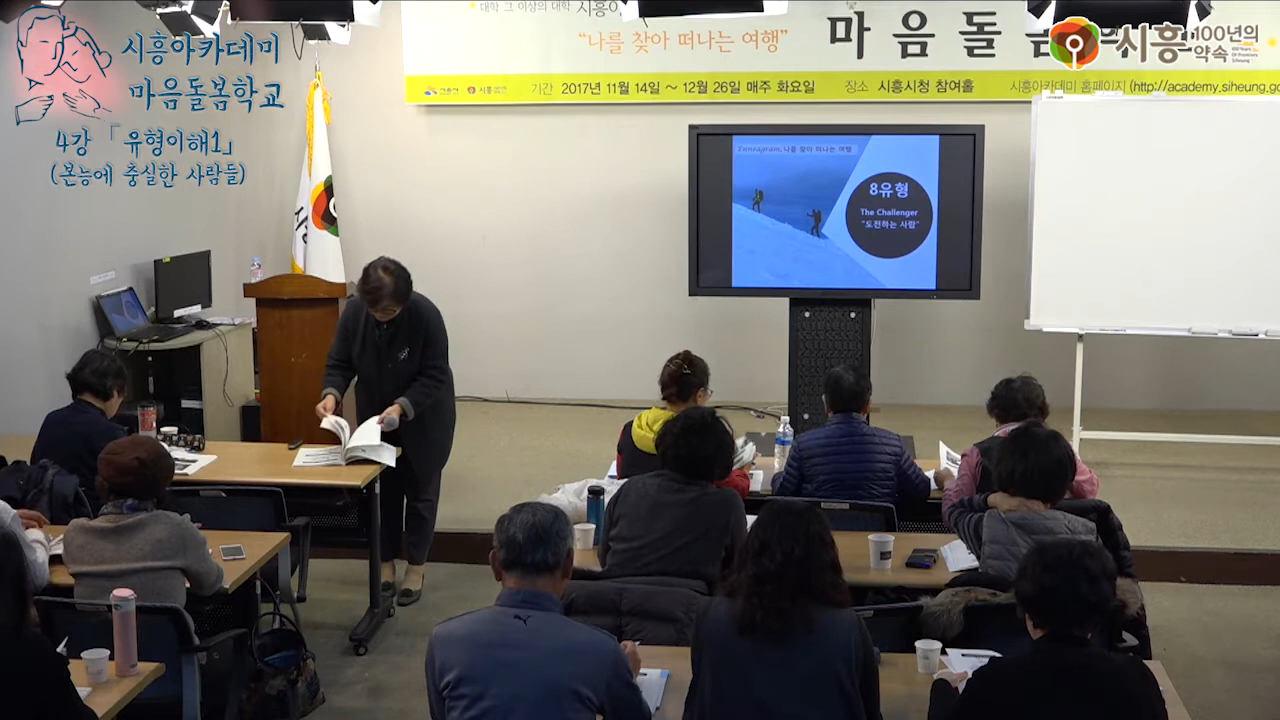 시흥아카데미
마음돌봄학교
4강 「유형이해1」
(본능에 충실한 사람들)
대학 그 이상의 대학 시흥아
"나를 찾아 떠나는 여행"
마음돌
시흥 100년의 약속
기간 2017년 11월 14일 ~ 12월 26일 매주 화요일 장소 시흥시청 참여홀 시흥아카데미 홈페이지 (http://academy.siheung.go
Enneagram, 나를 찾아 떠나는 여행
8유형
The Challenger
"도전하는 사람"